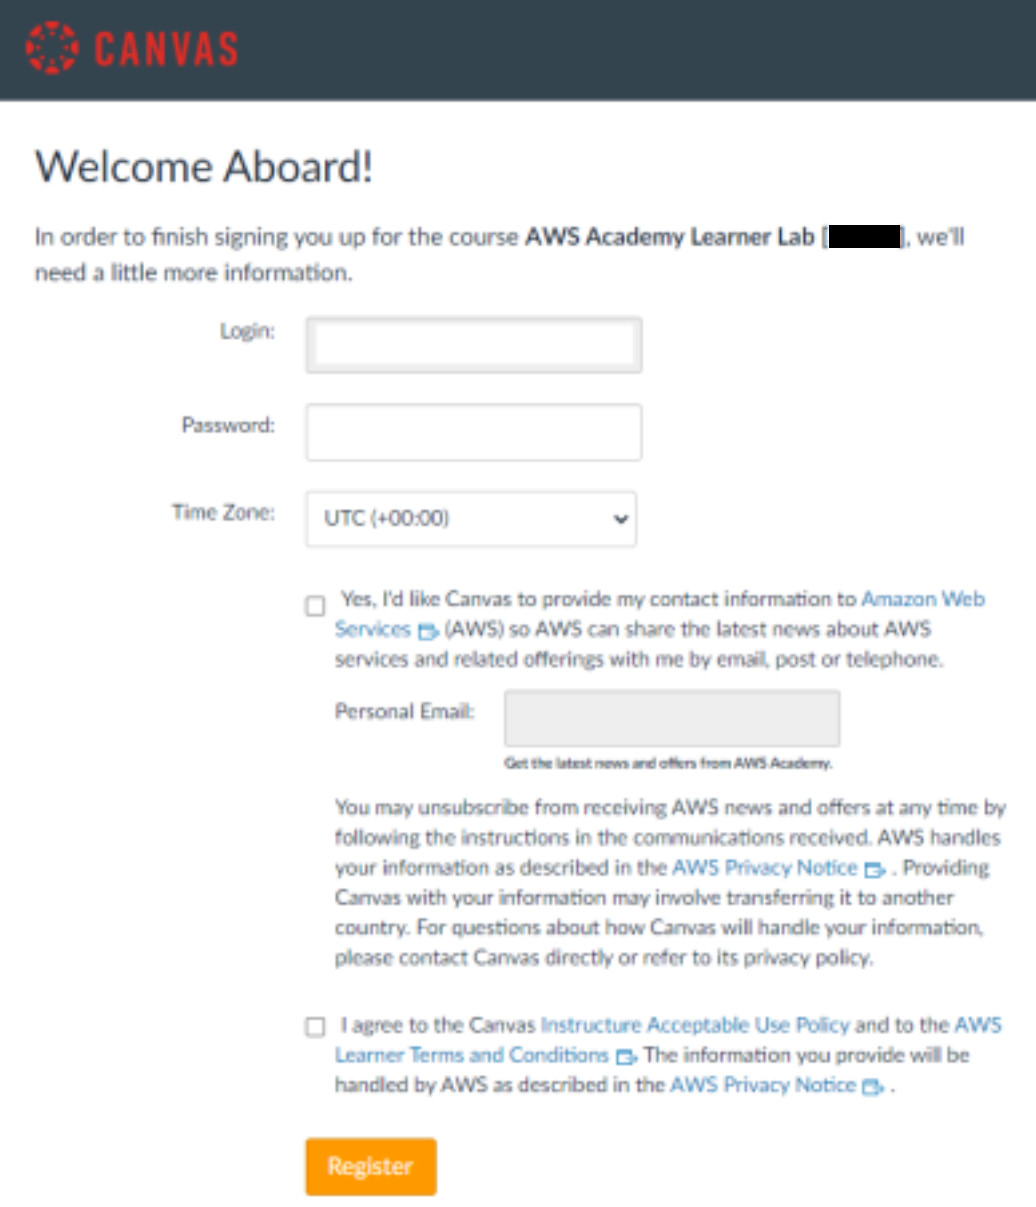 CANVAS
Welcome Aboard!
In order to finish signing you up for the course AWS Academy Learner Lab [ ], we'll
need a little more information.
Login:
Password:
Time Zone:
UTC (+00:00)
Yes, I'd like Canvas to provide my contact information to Amazon Web
Services (AWS) so AWS can share the latest news about AWS
services and related offerings with me by email, post or telephone.
Personal Email:
Get the latest news and offers from AWS Academy.
You may unsubscribe from receiving AWS news and offers at any time by
following the instructions in the communications received. AWS handles
your information as described in the AWS Privacy Notice . Providing
Canvas with your information may involve transferring it to another
country. For questions about how Canvas will handle your information,
please contact Canvas directly or refer to its privacy policy.
I agree to the Canvas Instructure Acceptable Use Policy and to the AWS
Learner Terms and Conditions The information you provide will be
handled by AWS as described in the AWS Privacy Notice .
Register